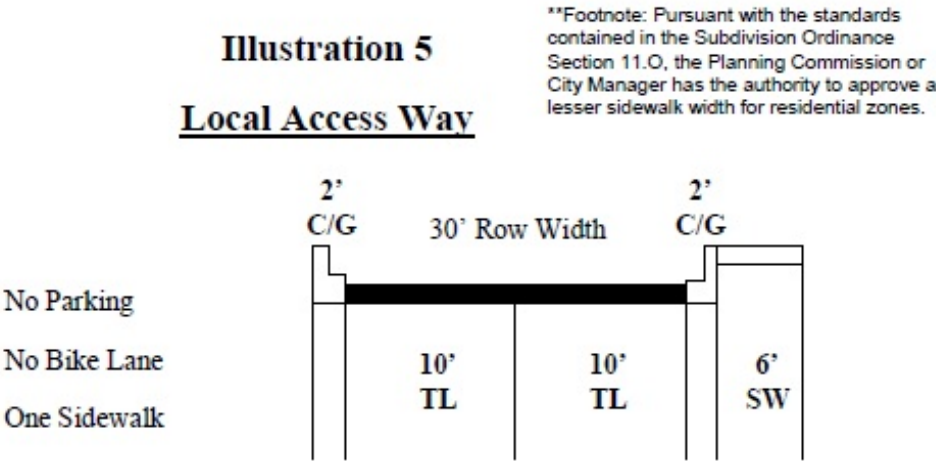 Illustration 5
Local Access Way
**Footnote: Pursuant with the standards
contained in the Subdivision Ordinance
Section 11.O, the Planning Commission or
City Manager has the authority to approve a
lesser sidewalk width for residential zones.
2’
C/G
30’ Row Width
2’
C/G
No Parking
No Bike Lane
One Sidewalk
10’
TL
10’
TL
6’
SW